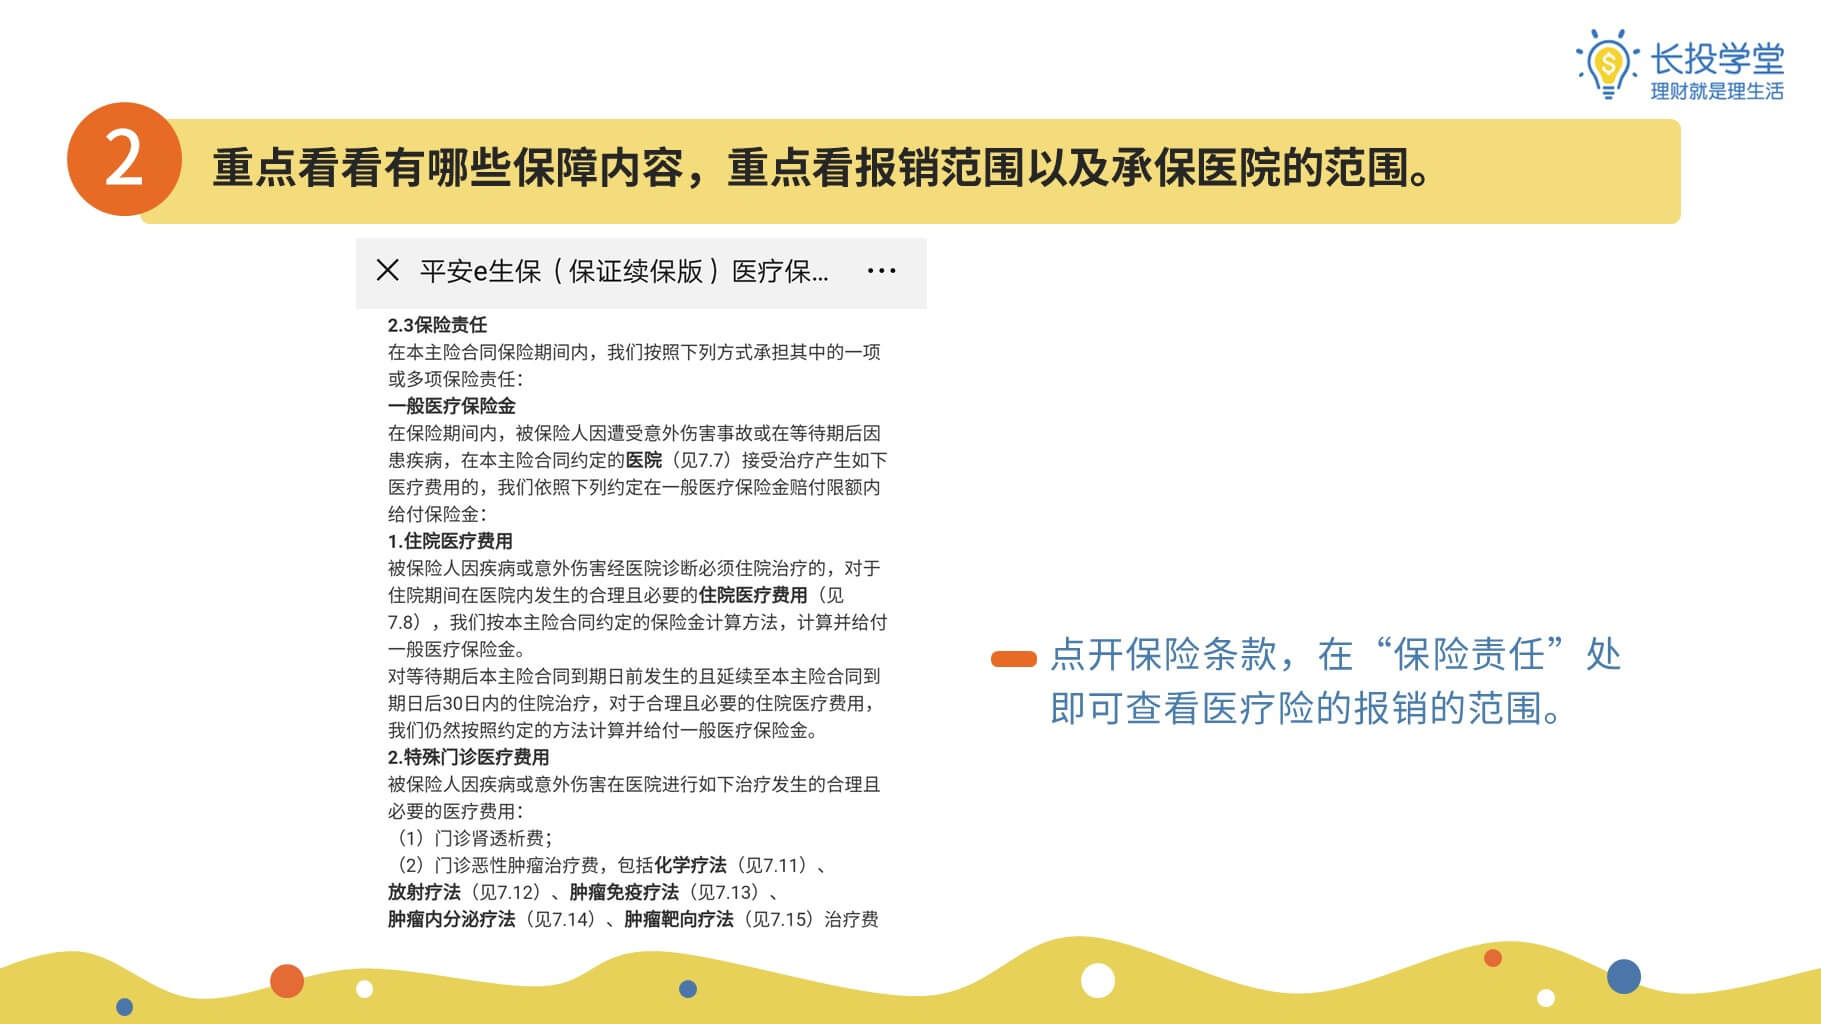 长投学堂
理财就是理生活
2
重点看看有哪些保障内容，重点看报销范围以及承保医院的范围。
平安e生保（保证续保版）医疗保...
2.3保险责任
在本主险合同保险期间内，我们按照下列方式承担其中的一项
或多项保险责任：
一般医疗保险金
在保险期间内，被保险人因遭受意外伤害事故或在等待期后因
患疾病，在本主险合同约定的医院（见7.7）接受治疗产生如下
医疗费用的，我们依照下列约定在一般医疗保险金赔付限额内
给付保险金：
1.住院医疗费用
被保险人因疾病或意外伤害经医院诊断必须住院治疗的，对于
住院期间在医院内发生的合理且必要的住院医疗费用（见
7.8），我们按本主险合同约定的保险金计算方法，计算并给付
一般医疗保险金。
对等待期后本主险合同到期日前发生的且延续至本主险合同到
期日后30日内的住院治疗，对于合理且必要的住院医疗费用，
我们仍然按照约定的方法计算并给付一般医疗保险金。
2.特殊门诊医疗费用
被保险人因疾病或意外伤害在医院进行如下治疗发生的合理且
必要的医疗费用：
（1）门诊肾透析费；
（2）门诊恶性肿瘤治疗费，包括化学疗法（见7.11）、
放射疗法（见7.12）、肿瘤免疫疗法（见7.13）、
肿瘤内分泌疗法（见7.14）、肿瘤靶向疗法（见7.15）治疗费
点开保险条款，在“保险责任”处
即可查看医疗险的报销的范围。